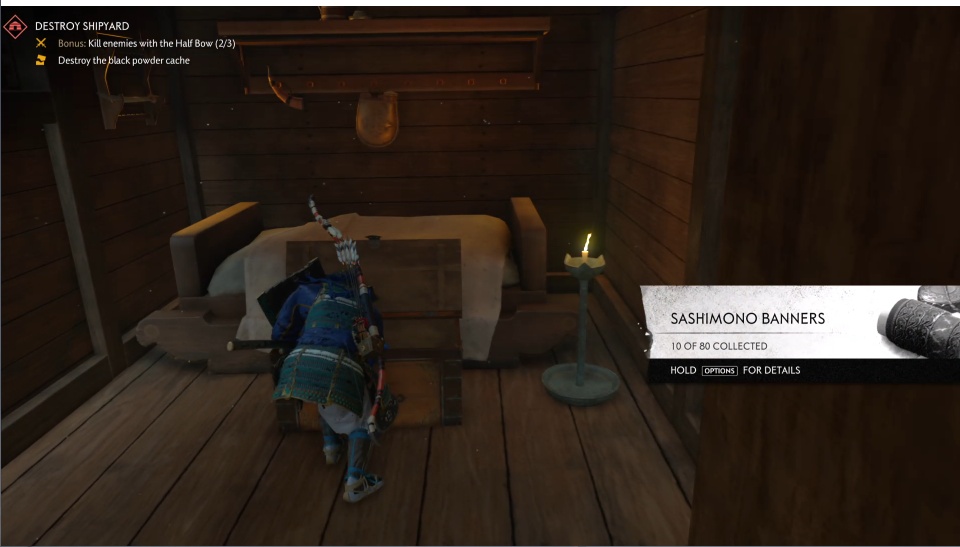 DESTROY SHIPYARD
Bonus: Kill enemies with the Half Bow (2/3)
Destroy the black powder cache
SASHIMONO BANNERS
10 OF 80 COLLECTED
HOLD OPTIONS FOR DETAILS